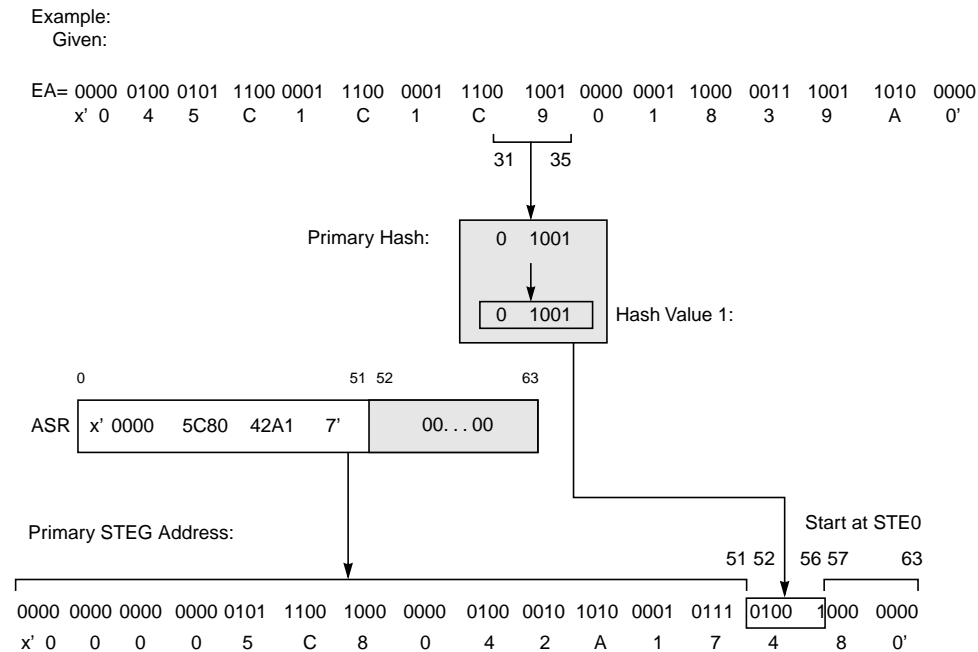 Example:
Given:
EA= 0000 0100 0101 1100 0001 1100 0001 1100 1001 0000 0001 1000 0011 1001 1010 0000
x' 0 4 5 C 1 C 1 C 9 0 1 8 3 9 A 0'
31 35
Primary Hash: 0 1001
0 1001 Hash Value 1:
0 51 52 63
ASR x' 0000 5C80 42A1 7' 00...00
Start at STE0
Primary STEG Address:
51 52 56 57 63
0000 0000 0000 0000 0101 1100 1000 0000 0100 0010 1010 0001 0111 0100 1000 0000
x' 0 0 0 0 5 C 8 0 4 2 A 1 7 4 8 0'